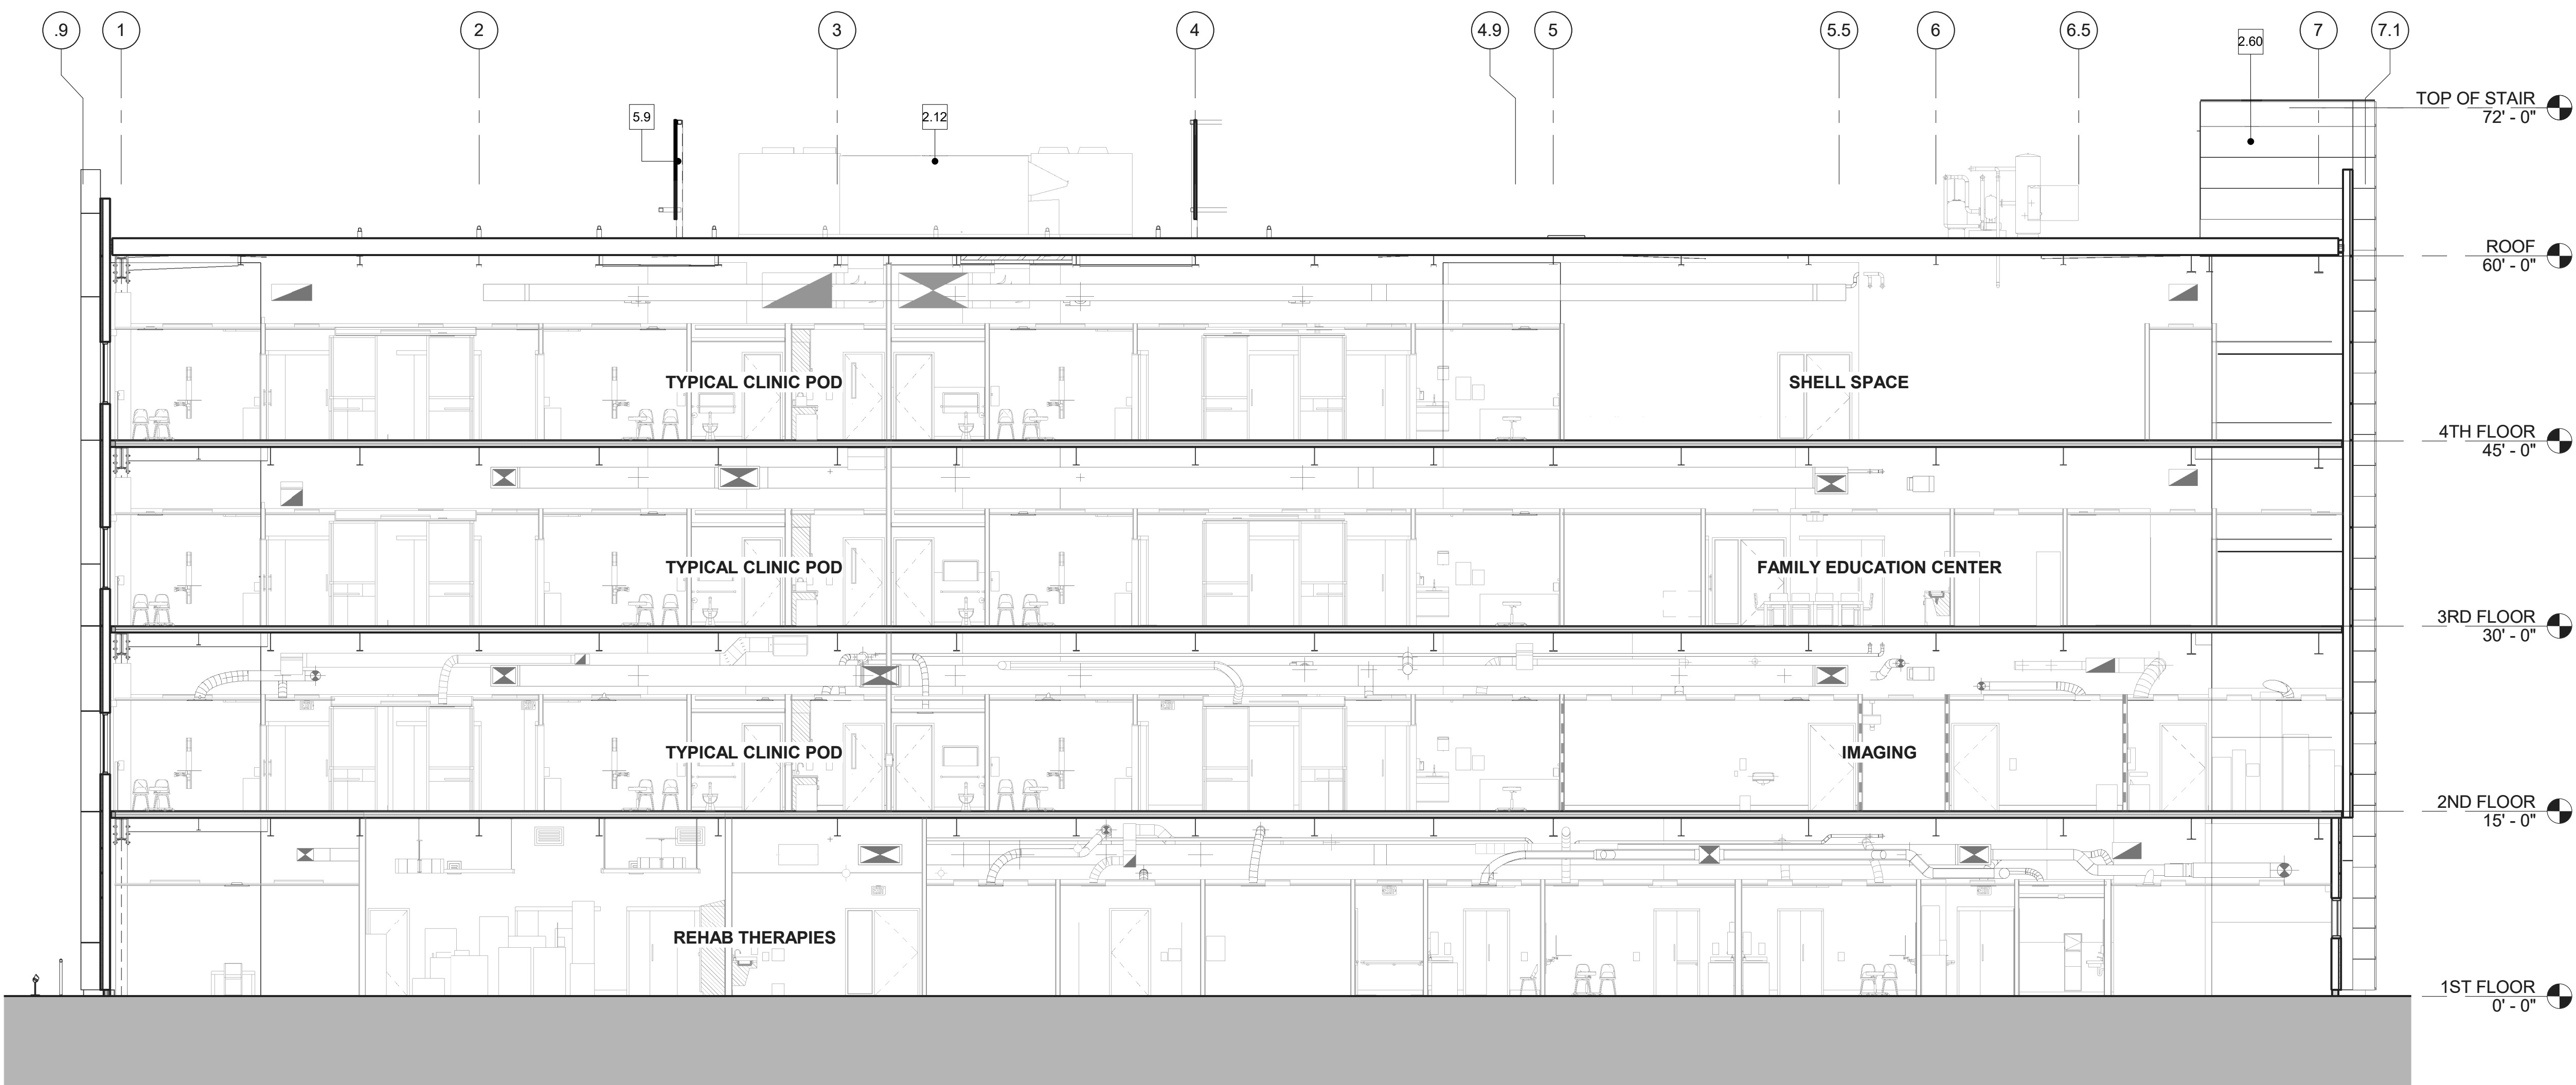 .9
1
2
3
4
4.9
5
5.5
6
6.5
7
7.1
2.60
5.9
2.12
TOP OF STAIR
72' - 0"
ROOF
60' - 0"
TYPICAL CLINIC POD
SHELL SPACE
4TH FLOOR
45' - 0"
TYPICAL CLINIC POD
FAMILY EDUCATION CENTER
3RD FLOOR
30' - 0"
TYPICAL CLINIC POD
IMAGING
2ND FLOOR
15' - 0"
REHAB THERAPIES
1ST FLOOR
0' - 0"